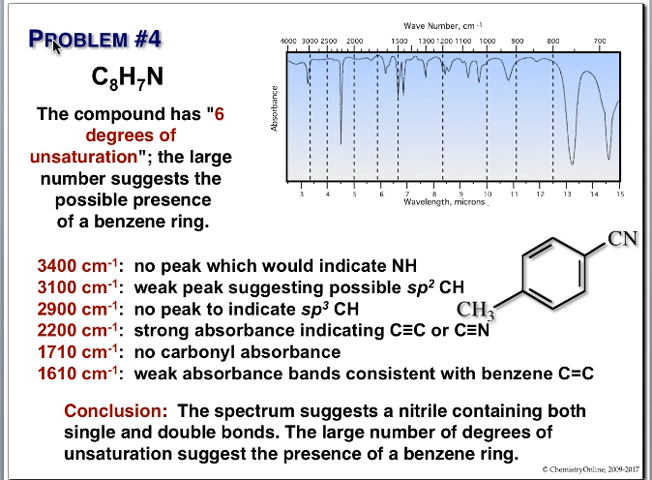 PROBLEM #4
C₈H₇N
The compound has "6
degrees of
unsaturation"; the large
number suggests the
possible presence
of a benzene ring.
Wave Number, cm⁻¹
4000 3000 2500 2000 1500 1300 1200 1100 1000 900 800 700
Absorbance
3 4 5 6 7 8 9 10 11 12 13 14 15
Wavelength, microns
CN
CH₃
3400 cm⁻¹: no peak which would indicate NH
3100 cm⁻¹: weak peak suggesting possible sp² CH
2900 cm⁻¹: no peak to indicate sp³ CH
2200 cm⁻¹: strong absorbance indicating C≡C or C≡N
1710 cm⁻¹: no carbonyl absorbance
1610 cm⁻¹: weak absorbance bands consistent with benzene C=C
Conclusion: The spectrum suggests a nitrile containing both
single and double bonds. The large number of degrees of
unsaturation suggest the presence of a benzene ring.
© ChemistryOnline, 2009-2017